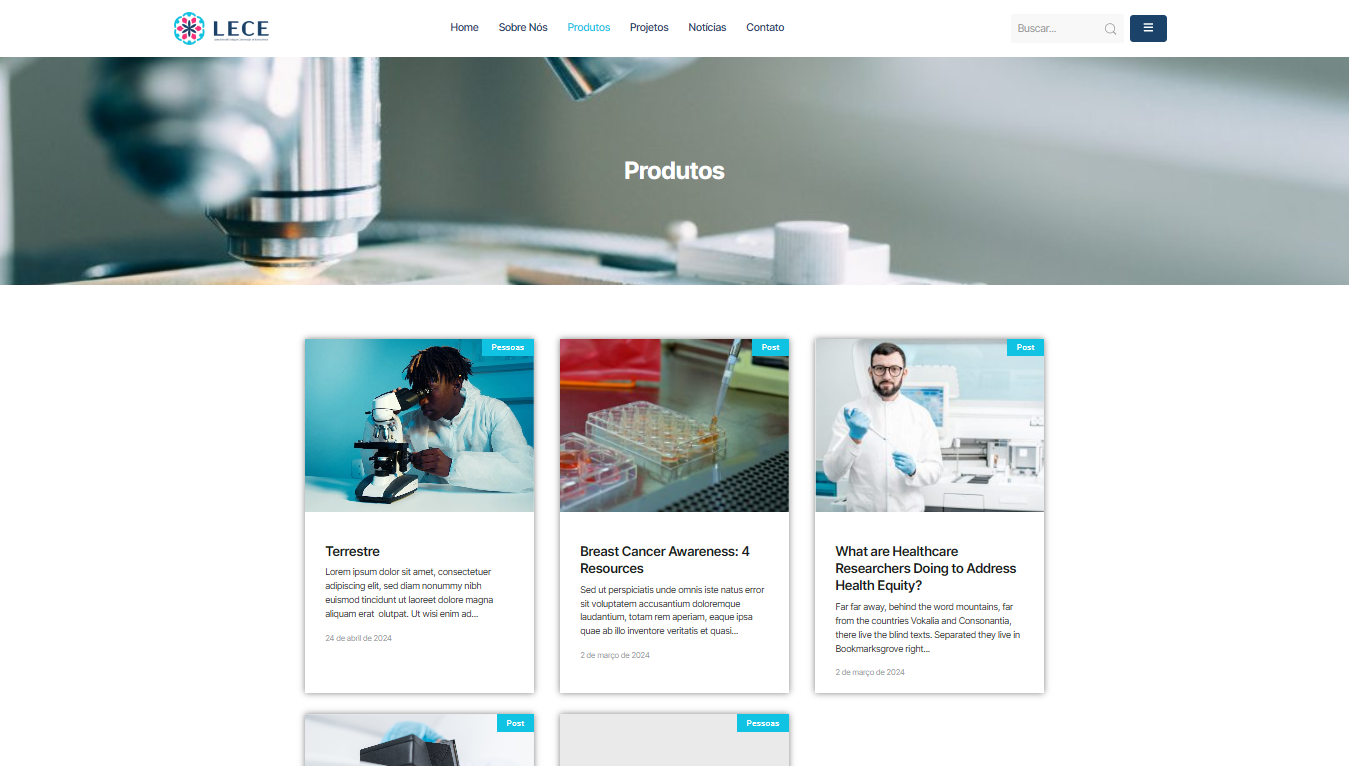 LECE
Home
Sobre Nós
Produtos
Projetos
Notícias
Contato
Buscar...
Produtos
Pessoas
Terrestre
Lorem ipsum dolor sit amet, consectetuer
adipiscing elit, sed diam nonummy nibh
euismod tincidunt ut laoreet dolore magna
aliquam erat olutpat. Ut wisi enim ad...
24 de abril de 2024
Post
Breast Cancer Awareness: 4
Resources
Sed ut perspiciatis unde omnis iste natus error
sit voluptatem accusantium doloremque
laudantium, totam rem aperiam, eaque ipsa
quae ab illo inventore veritatis et quasi...
2 de março de 2024
Post
What are Healthcare
Researchers Doing to Address
Health Equity?
Far far away, behind the word mountains, far
from the countries Vokalia and Consonantia,
there live the blind texts. Separated they live in
Bookmarksgrove right...
2 de março de 2024
Post
Pessoas